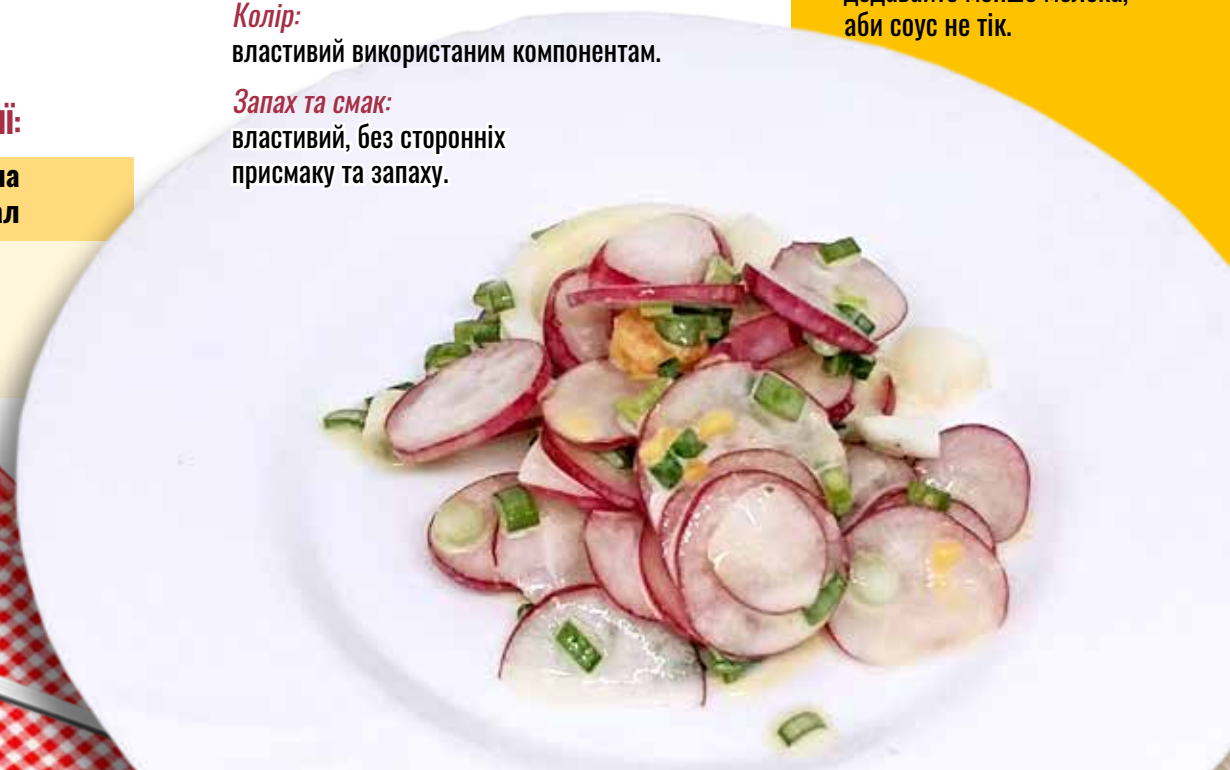 Колір:
властивий використаним компонентам.
Запах та смак:
властивий, без сторонніх
присмаку та запаху.
аби соус не тік.